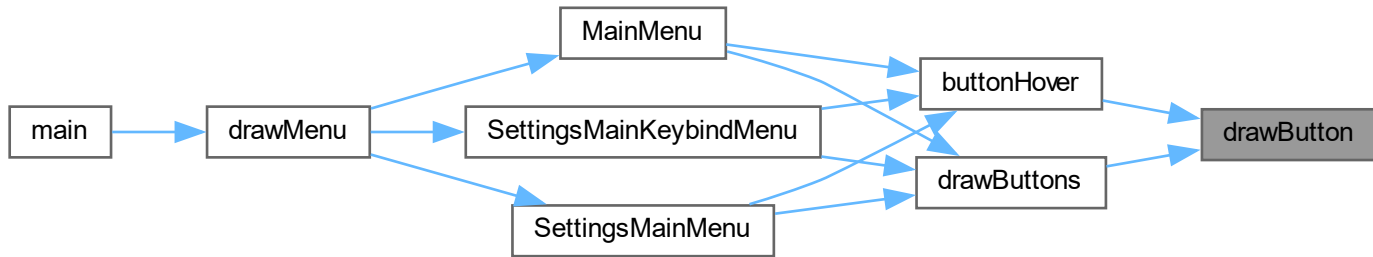 main
drawMenu
MainMenu
SettingsMainKeybindMenu
SettingsMainMenu
buttonHover
drawButtons
drawButton